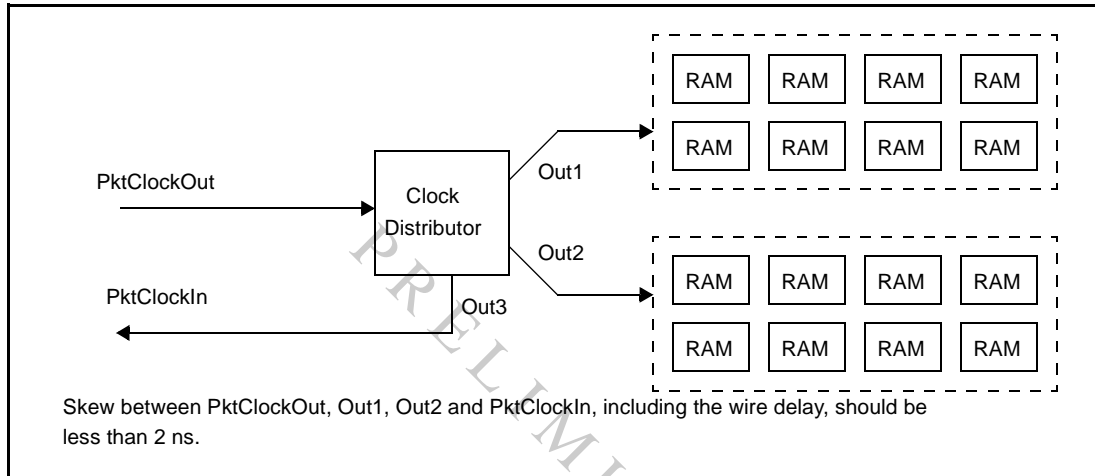 RAM RAM RAM RAM
RAM RAM RAM RAM
PktClockOut
Clock
Distributor
Out1
Out2
PktClockIn
Out3
RAM RAM RAM RAM
RAM RAM RAM RAM
PRELIM
Skew between PktClockOut, Out1, Out2 and PktClockIn, including the wire delay, should be
less than 2 ns.